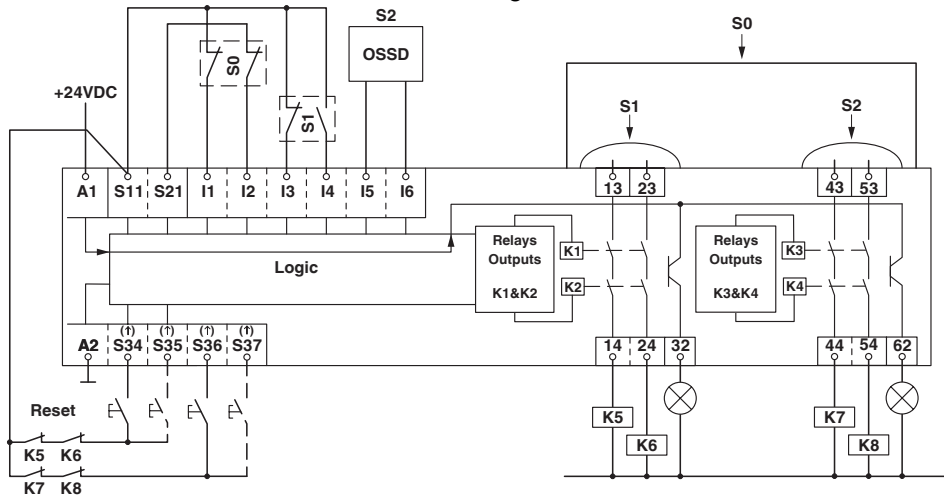 S2
S0
OSSD
S0
S1
S1
S2
+24VDC
A1 S11 S21 I1 I2 I3 I4 I5 I6
13 23
43 53
Logic
Relays
Outputs
K1&K2
K1
K2
Relays
Outputs
K3&K4
K3
K4
(↑) (↑) (↑) (↑)
A2 S34 S35 S36 S37
14 24 32
44 54 62
Reset
K5 K6
K7 K8
K5
K6
K7
K8